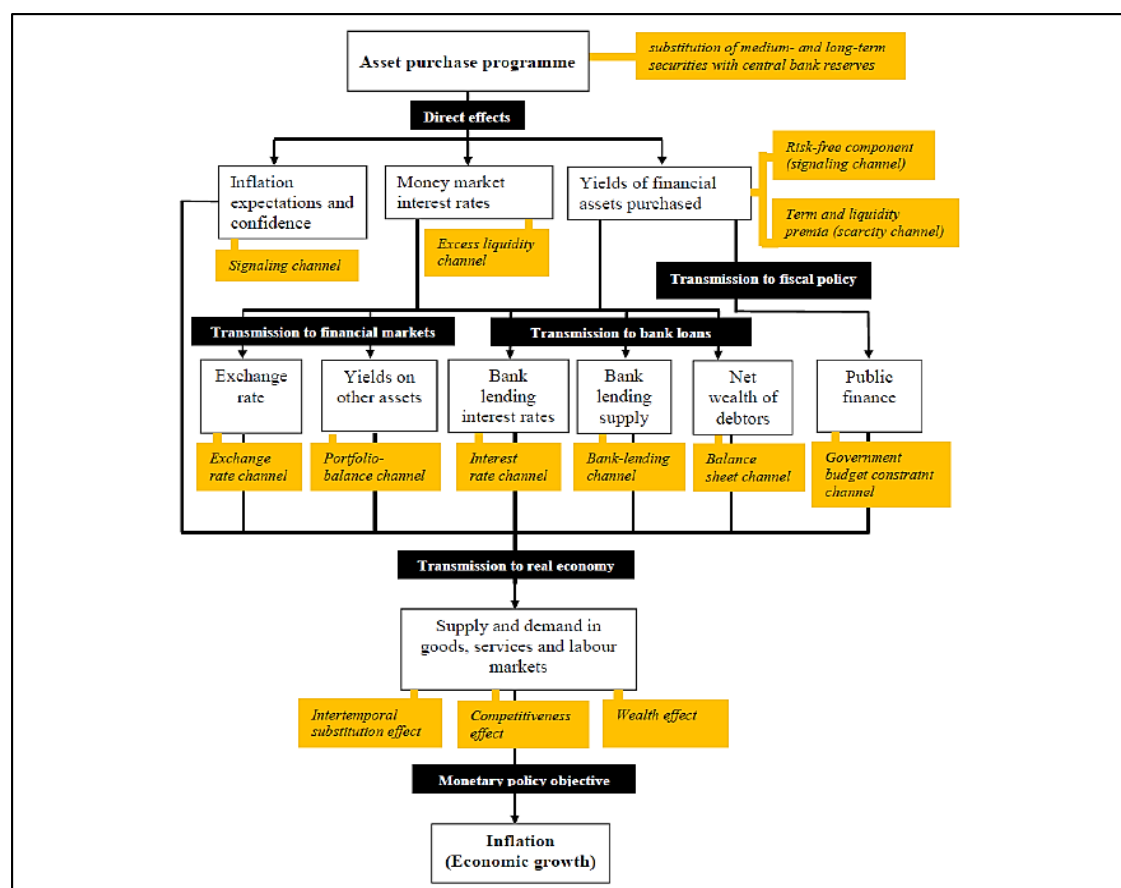 Asset purchase programme
substitution of medium- and long-term
securities with central bank reserves
Direct effects
Inflation
expectations and
confidence
Signaling channel
Money market
interest rates
Excess liquidity
channel
Yields of financial
assets purchased
Risk-free component
(signaling channel)
Term and liquidity
premia (scarcity channel)
Transmission to fiscal policy
Transmission to financial markets
Transmission to bank loans
Exchange
rate
Exchange
rate channel
Yields on
other assets
Portfolio-
balance channel
Bank
lending
interest rates
Interest
rate channel
Bank
lending
supply
Bank-lending
channel
Net
wealth of
debtors
Balance
sheet channel
Public
finance
Government
budget constraint
channel
Transmission to real economy
Supply and demand in
goods, services and labour
markets
Intertemporal
substitution effect
Competitiveness
effect
Wealth effect
Monetary policy objective
Inflation
(Economic growth)